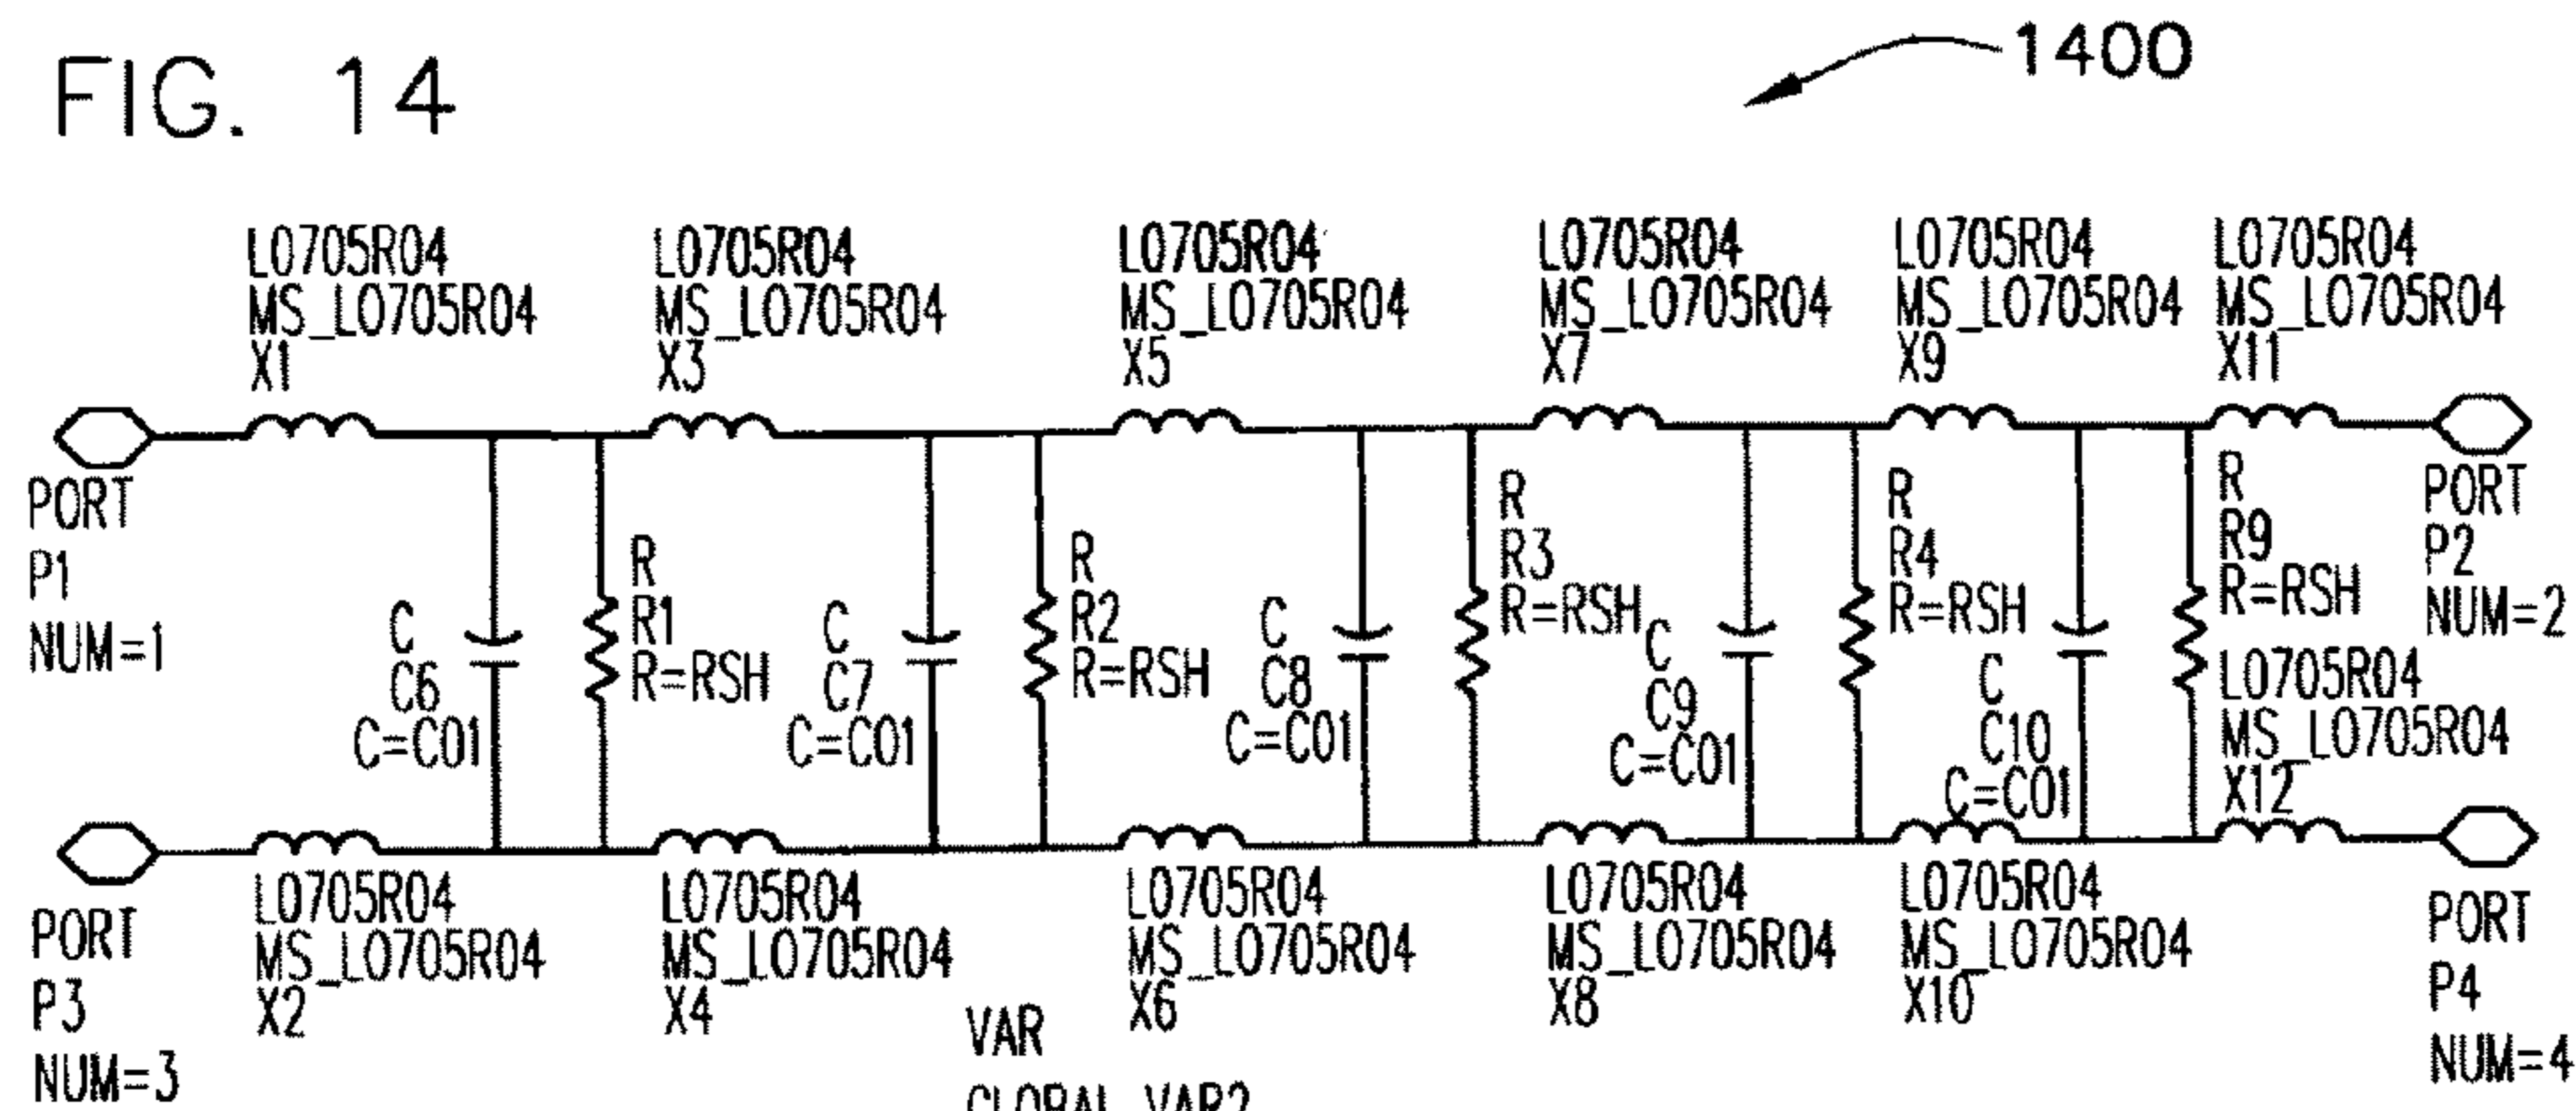 FIG. 14
1400
L0705R04
MS_L0705R04
X1
L0705R04
MS_L0705R04
X3
L0705R04
MS_L0705R04
X5
L0705R04
MS_L0705R04
X7
L0705R04
MS_L0705R04
X9
L0705R04
MS_L0705R04
X11
PORT
P1
NUM=1
C
C6
C=C01
R
R1
R=RSH
C
C7
C=C01
R
R2
R=RSH
C
C8
C=C01
R
R3
R=RSH
C
C9
C=C01
R
R4
R=RSH
C
C10
C=C01
R
R9
R=RSH
PORT
P2
NUM=2
L0705R04
MS_L0705R04
X12
PORT
P3
NUM=3
L0705R04
MS_L0705R04
X2
L0705R04
MS_L0705R04
X4
L0705R04
MS_L0705R04
X6
L0705R04
MS_L0705R04
X8
L0705R04
MS_L0705R04
X10
PORT
P4
NUM=4
VAR
GLOBAL VAR2